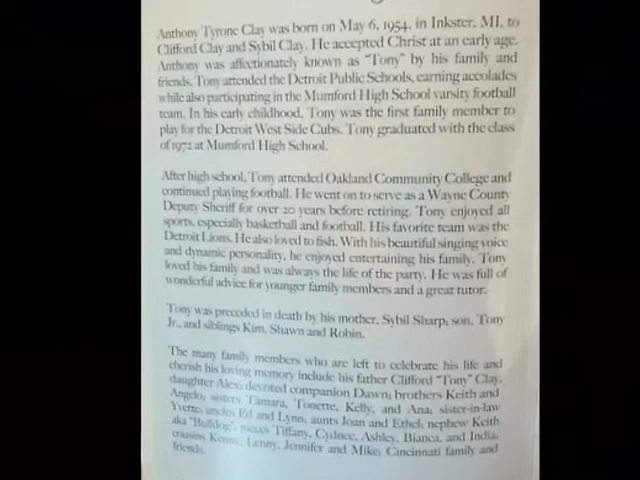 Anthony Tyrone Clay was born on May 6, 1954, in Inkster, MI, to
Clifford Clay and Sybil Clay. He accepted Christ at an early age.
Anthony was affectionately known as "Tony" by his family and
friends. Tony attended the Detroit Public Schools, earning accolades
while also participating in the Mumford High School varsity football
team. In his early childhood, Tony was the first family member to
play for the Detroit West Side Cubs. Tony graduated with the class
of 1972 at Mumford High School.
After high school, Tony attended Oakland Community College and
continued playing football. He went on to serve as a Wayne County
Deputy Sheriff for over 20 years before retiring. Tony enjoyed all
sports, especially basketball and football. His favorite team was the
Detroit Lions. He also loved to fish. With his beautiful singing voice
and dynamic personality, he enjoyed entertaining his family. Tony
loved his family and was always the life of the party. He was full of
wonderful advice for younger family members and a great tutor.
Tony was preceded in death by his mother, Sybil Sharp; son, Tony
Jr., and siblings Kim, Shawn and Robin.
The many family members who are left to celebrate his life and
cherish his loving memory include his father Clifford "Tony" Clay,
daughter Alex; devoted companion Dawn; brothers Keith and
Angelo; sisters Tamara, Tonette, Kelly, and Ana; sister-in-law
Yvette; uncles Ed and Lynn; aunts Joan and Ethel; nephew Keith
aka "Bulldog"; nieces Tiffany, Cydnee, Ashley, Bianca, and India;
cousins Kenny, Lenny, Jennifer and Mike; Cincinnati family and
friends.